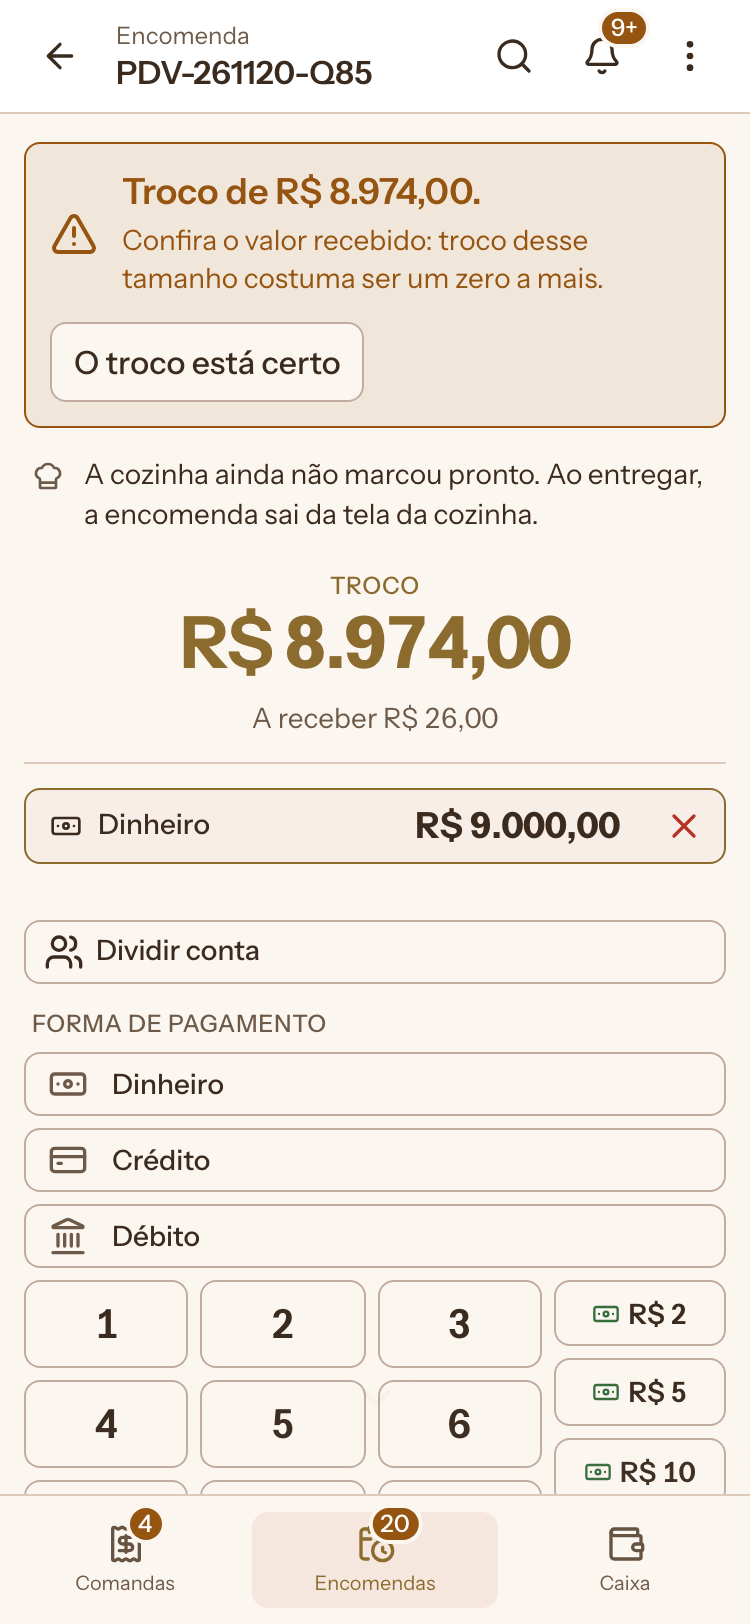 Encomenda
PDV-261120-Q85
9+
Troco de R$ 8.974,00.
Confira o valor recebido: troco desse
tamanho costuma ser um zero a mais.
O troco está certo
A cozinha ainda não marcou pronto. Ao entregar,
a encomenda sai da tela da cozinha.
TROCO
R$ 8.974,00
A receber R$ 26,00
Dinheiro R$ 9.000,00
Dividir conta
FORMA DE PAGAMENTO
Dinheiro
Crédito
Débito
1 2 3 R$ 2
4 5 6 R$ 5
R$ 10
4 20
Comandas Encomendas Caixa